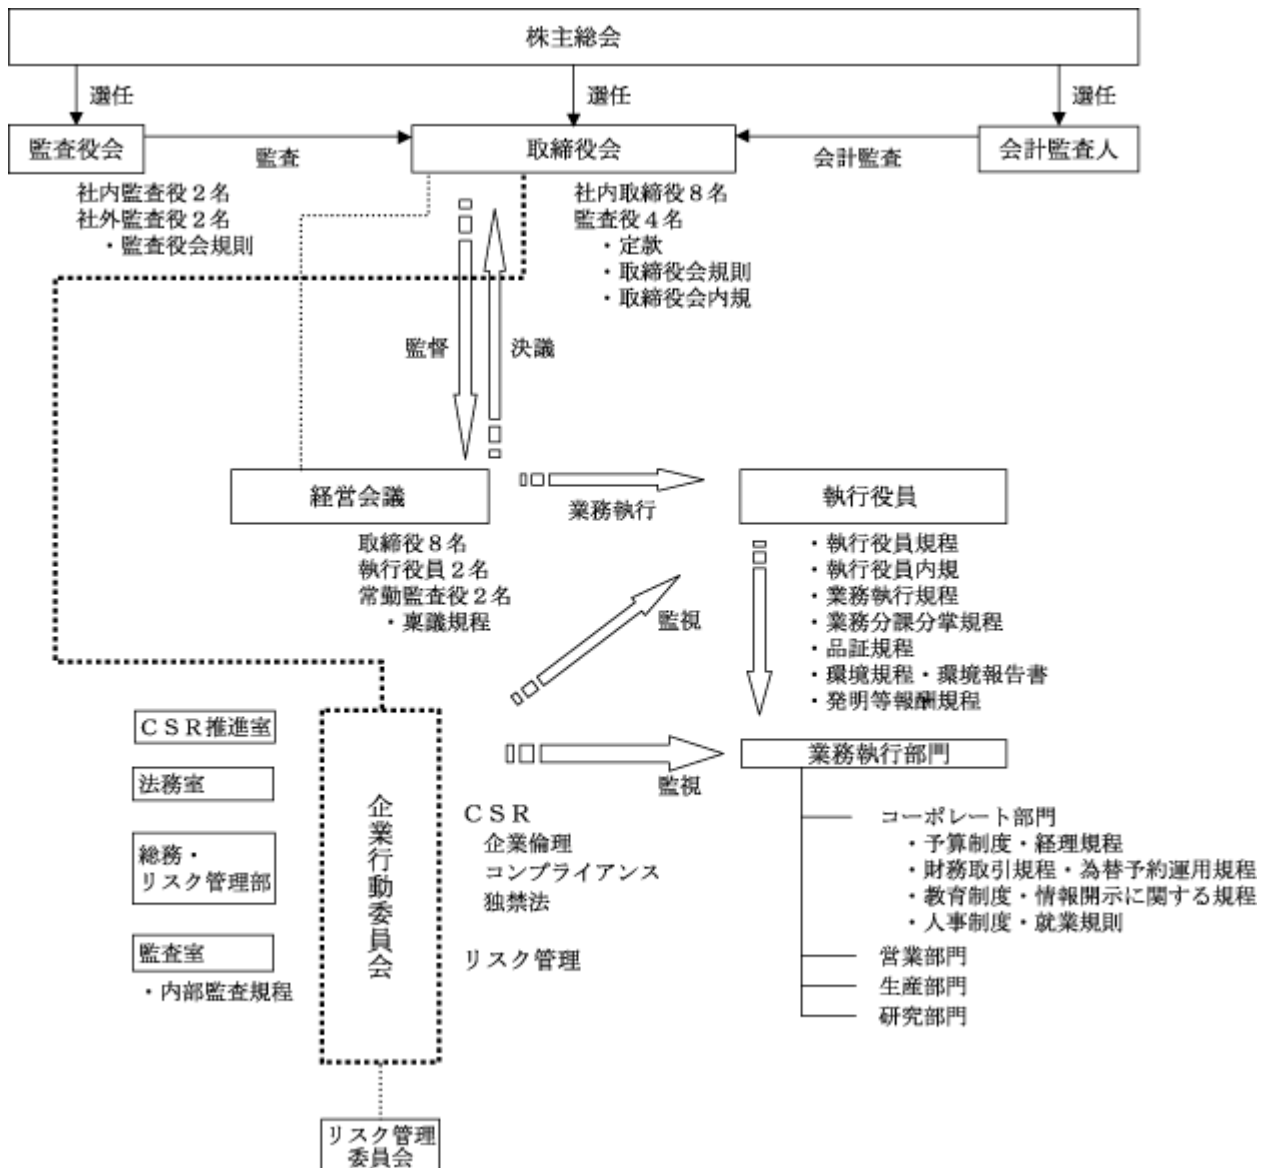 株主総会
選任
選任
選任
監査役会
監査
取締役会
会計監査
会計監査人
社内監査役２名
社外監査役２名
・監査役会規則
社内取締役８名
監査役４名
・定款
・取締役会規則
・取締役会内規
監督
決議
経営会議
業務執行
執行役員
取締役８名
執行役員２名
常勤監査役２名
・稟議規程
・執行役員規程
・執行役員内規
・業務執行規程
・業務分課分掌規程
・品証規程
・環境規程・環境報告書
・発明等報酬規程
監視
監視
業務執行部門
ＣＳＲ推進室
法務室
総務・
リスク管理部
監査室
・内部監査規程
企業行動委員会
ＣＳＲ
企業倫理
コンプライアンス
独禁法
リスク管理
コーポレート部門
・予算制度・経理規程
・財務取引規程・為替予約運用規程
・教育制度・情報開示に関する規程
・人事制度・就業規則
営業部門
生産部門
研究部門
リスク管理
委員会